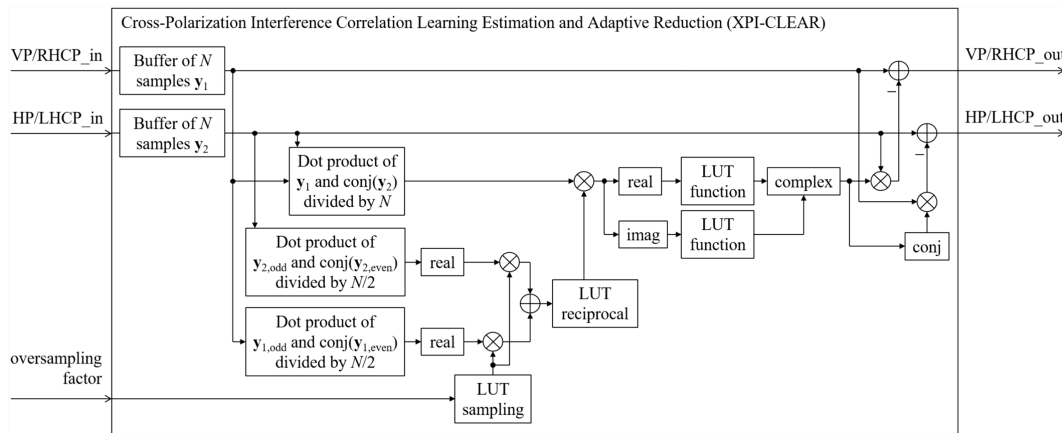 Cross-Polarization Interference Correlation Learning Estimation and Adaptive Reduction (XPI-CLEAR)
VP/RHCP_in
Buffer of N
samples y₁
VP/RHCP_out
−
HP/LHCP_in
Buffer of N
samples y₂
HP/LHCP_out
−
Dot product of
y₁ and conj(y₂)
divided by N
real
LUT
function
complex
imag
LUT
function
conj
Dot product of
y₂,odd and conj(y₂,even)
divided by N/2
real
LUT
reciprocal
Dot product of
y₁,odd and conj(y₁,even)
divided by N/2
real
oversampling
factor
LUT
sampling